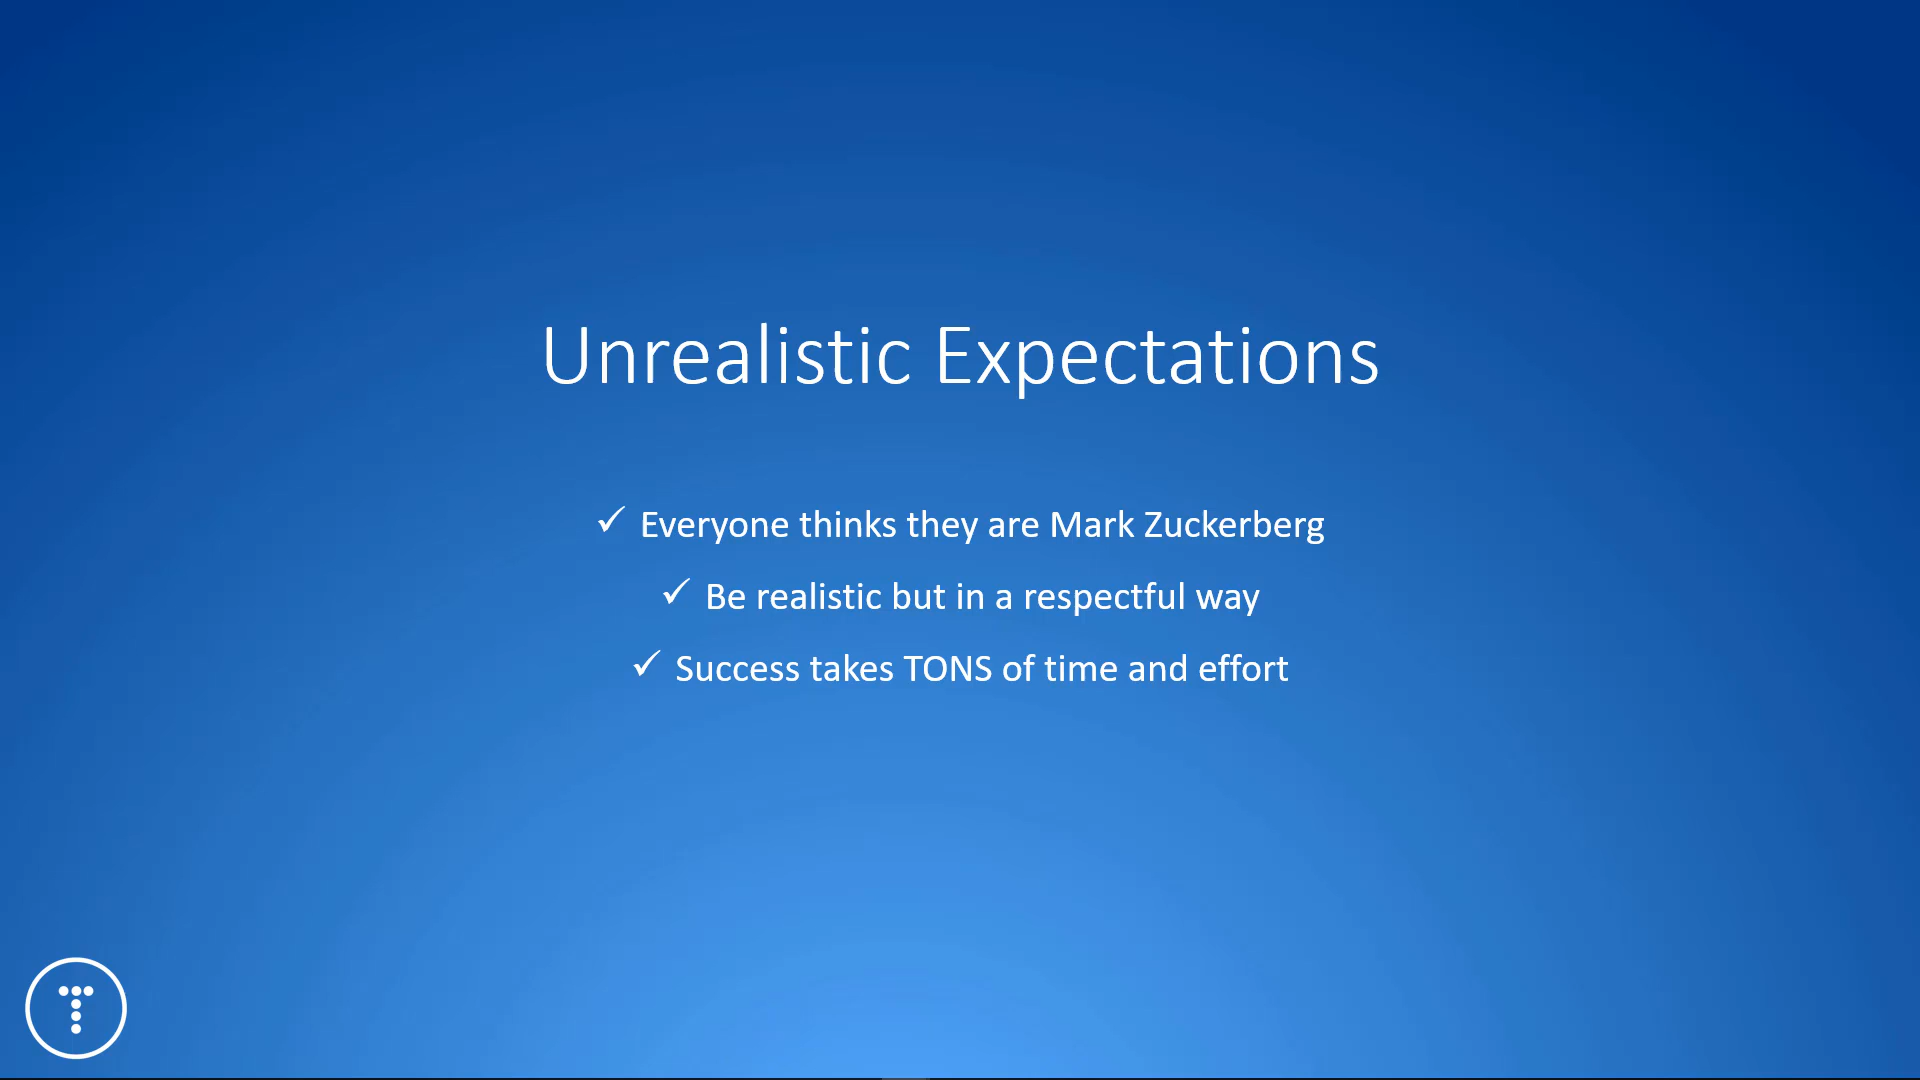 Unrealistic Expectations
✓ Everyone thinks they are Mark Zuckerberg
✓ Be realistic but in a respectful way
✓ Success takes TONS of time and effort
T